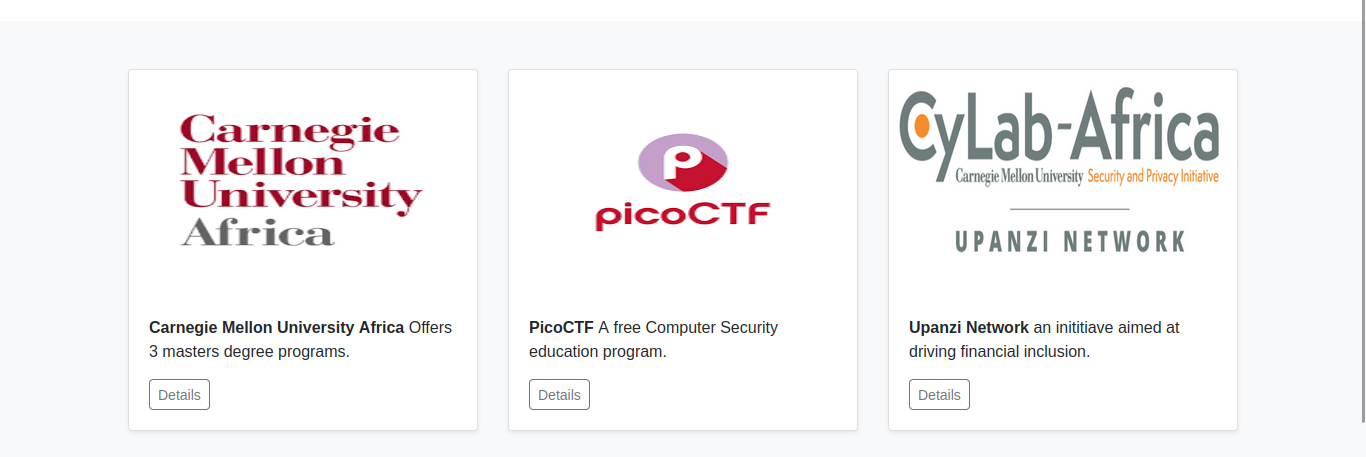 Carnegie
Mellon
University
Africa
Carnegie Mellon University Africa Offers
3 masters degree programs.
Details
picoCTF
PicoCTF A free Computer Security
education program.
Details
CyLab-Africa
Carnegie Mellon University Security and Privacy Initiative
UPANZI NETWORK
Upanzi Network an inititiave aimed at
driving financial inclusion.
Details